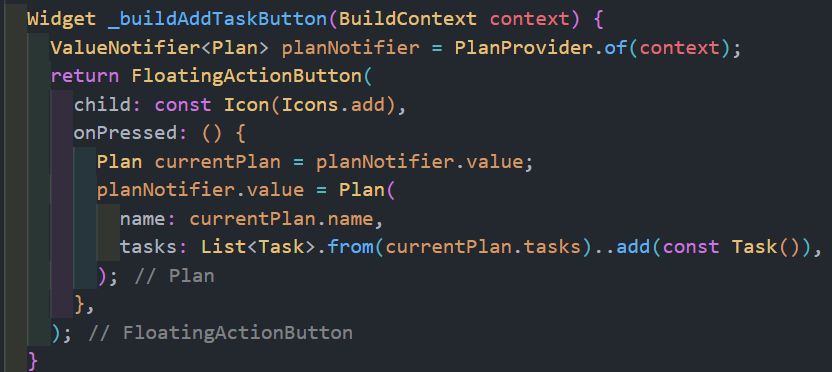 Widget _buildAddTaskButton(BuildContext context) {
  ValueNotifier<Plan> planNotifier = PlanProvider.of(context);
  return FloatingActionButton(
    child: const Icon(Icons.add),
    onPressed: () {
      Plan currentPlan = planNotifier.value;
      planNotifier.value = Plan(
        name: currentPlan.name,
        tasks: List<Task>.from(currentPlan.tasks)..add(const Task()),
      ); // Plan
    },
  ); // FloatingActionButton
}